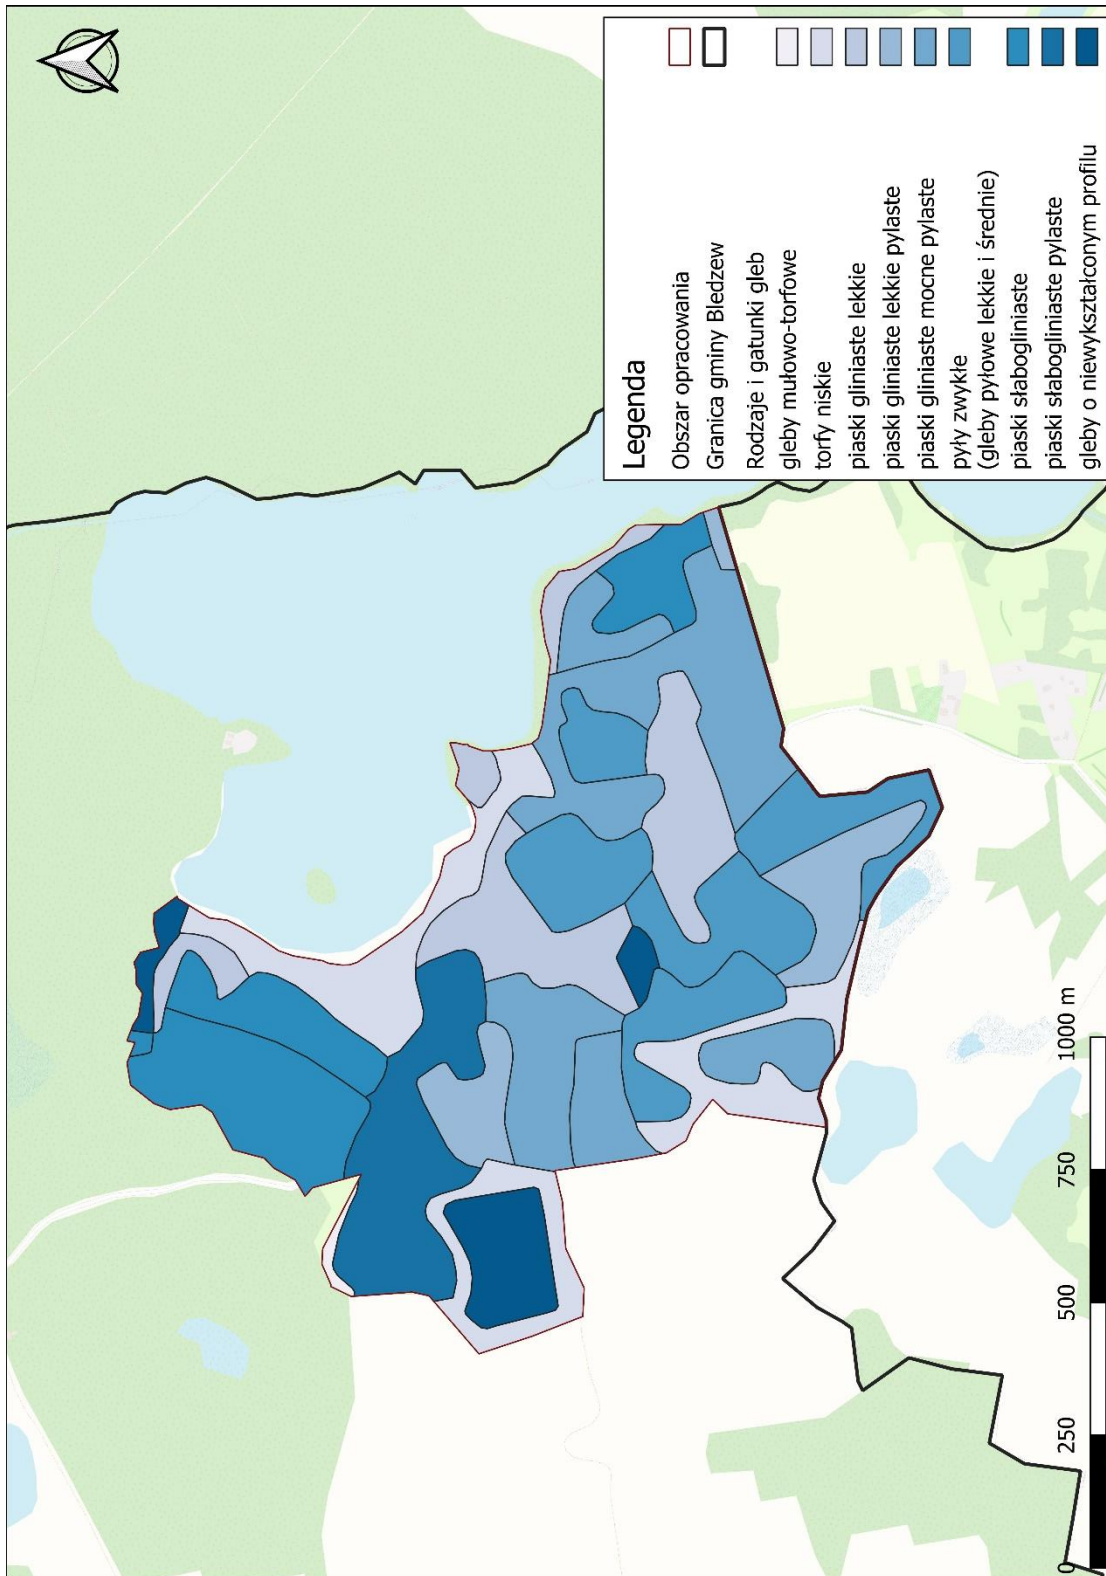 Legenda
Obszar opracowania
Granica gminy Bledzew
Rodzaje i gatunki gleb
gleby mułowo-torfowe
torfy niskie
piaski gliniaste lekkie
piaski gliniaste lekkie pylaste
piaski gliniaste mocne pylaste
pyły zwykłe
(gleby pyłowe lekkie i średnie)
piaski słabogliniaste
piaski słabogliniaste pylaste
gleby o niewykształconym profilu
0 250 500 750 1000 m